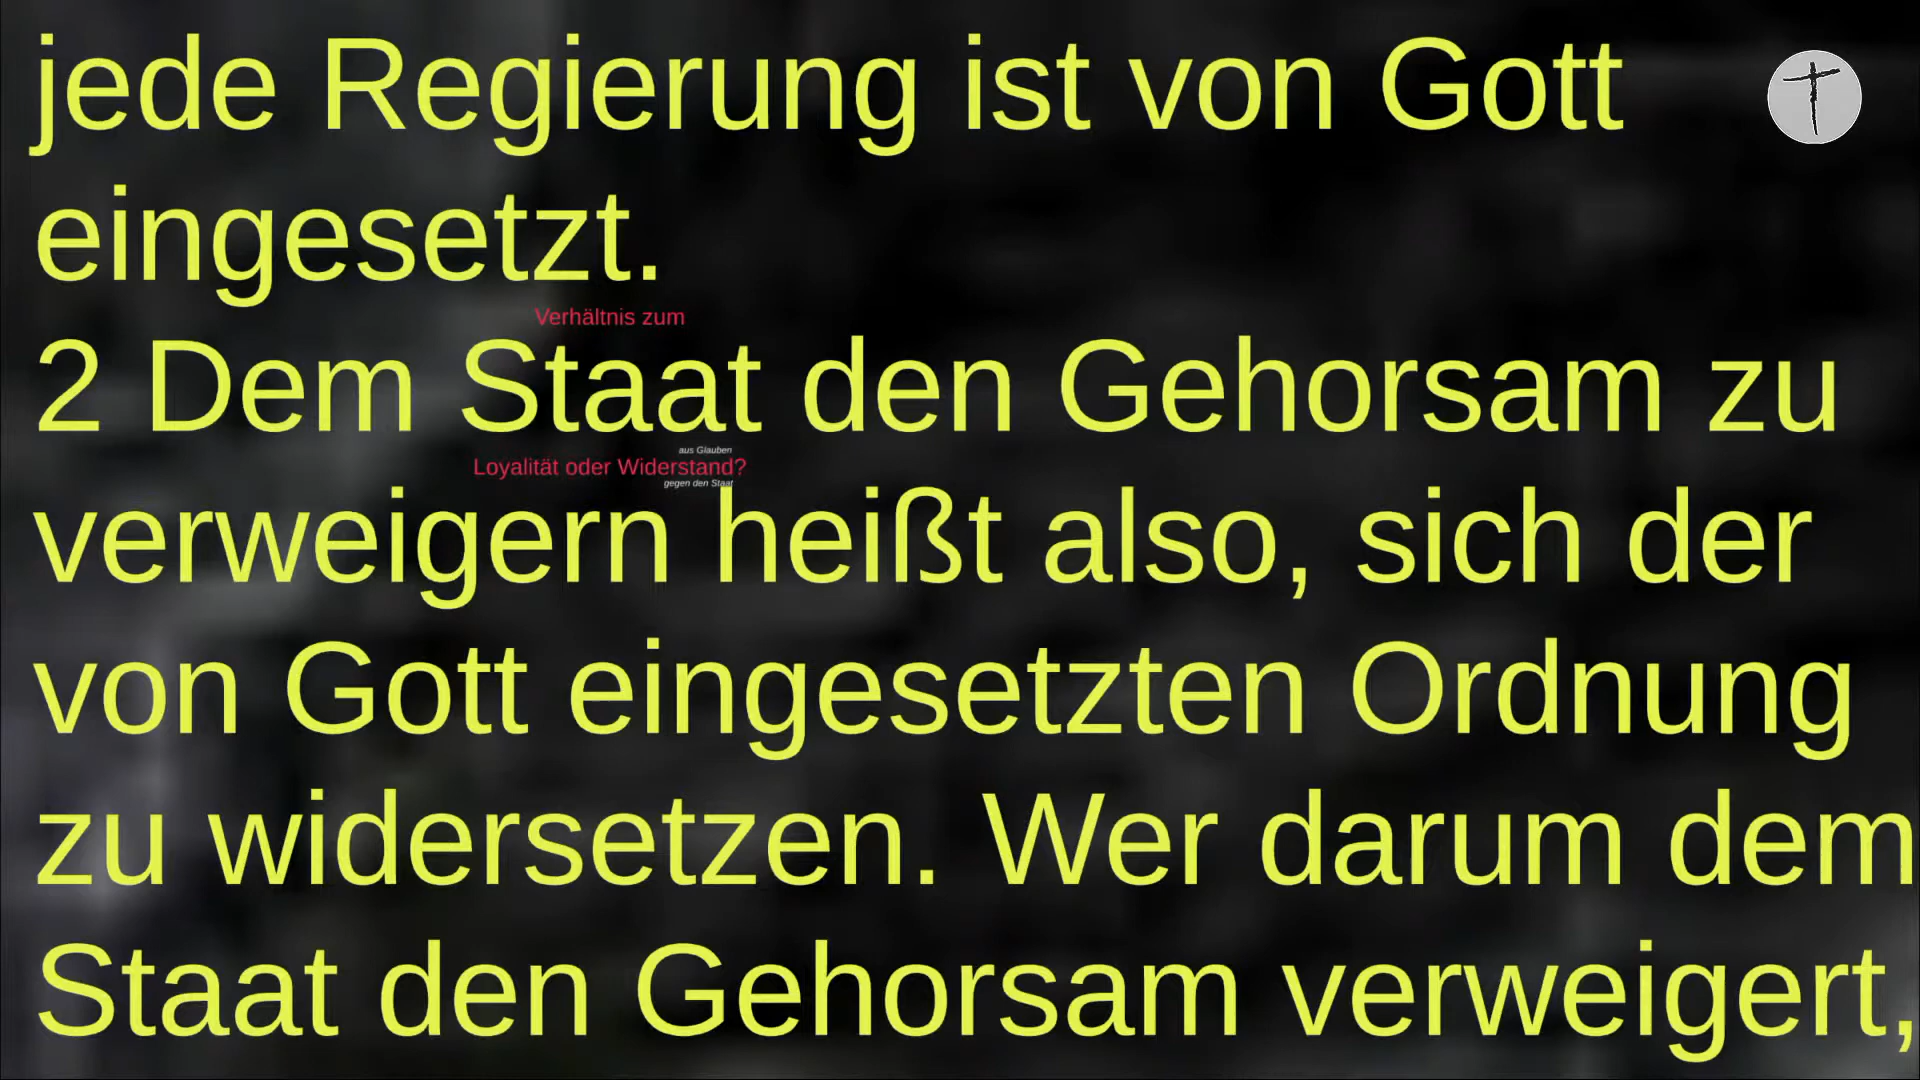 jede Regierung ist von Gott
eingesetzt.
Verhältnis zum
2 Dem Staat den Gehorsam zu
aus Glauben
Loyalität oder Widerstand?
gegen den Staat
verweigern heißt also, sich der
von Gott eingesetzten Ordnung
zu widersetzen. Wer darum dem
Staat den Gehorsam verweigert,